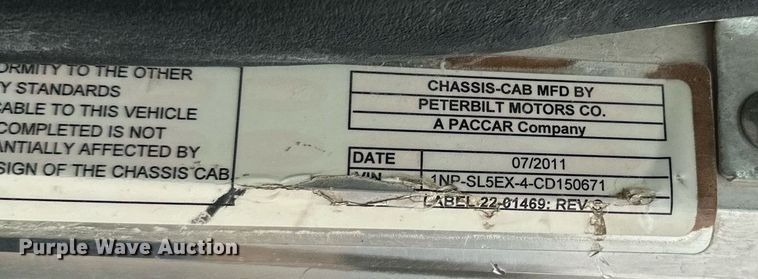 ORMITY TO THE OTHER
Y STANDARDS
CABLE TO THIS VEHICLE
COMPLETED IS NOT
ANTIALLY AFFECTED BY
SIGN OF THE CHASSIS CAB
CHASSIS-CAB MFD BY
PETERBILT MOTORS CO.
A PACCAR Company
DATE 07/2011
VIN 1NP-SL5EX-4-CD150671
LABEL 22-01469: REV
Purple Wave Auction